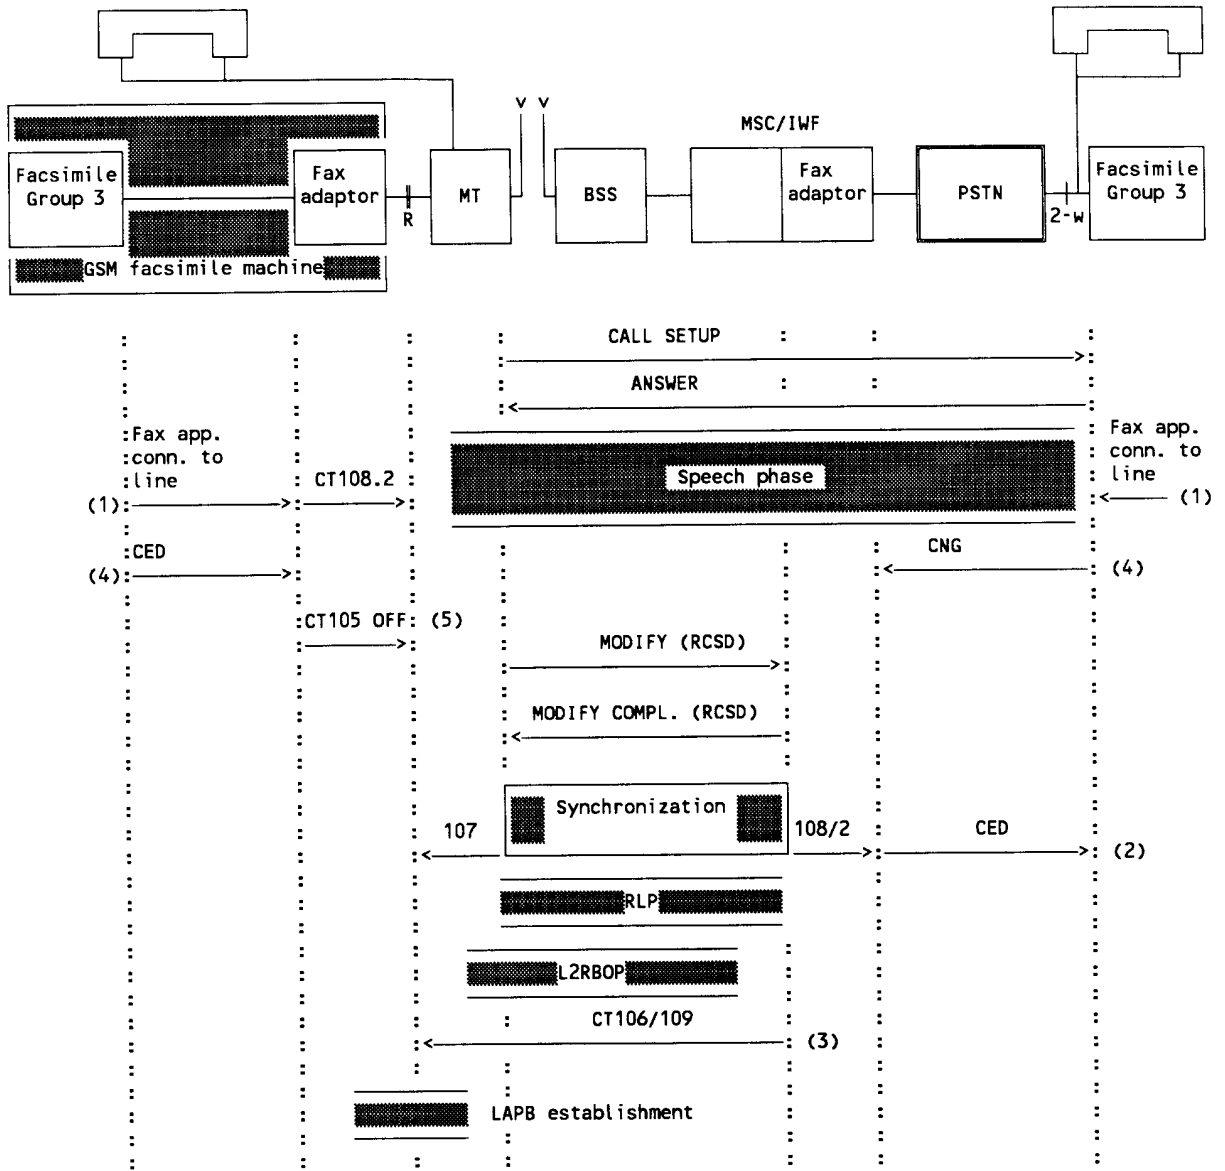 MSC/IWF
Facsimile
Group 3
Fax
adaptor
R
MT
BSS
Fax
adaptor
PSTN
2-w
Facsimile
Group 3
GSM facsimile machine
CALL SETUP
ANSWER
Fax app.
conn. to
line
Fax app.
conn. to
line
CT108.2
Speech phase
(1)
(1)
CED
CNG
(4)
(4)
CT105 OFF
(5)
MODIFY (RCSD)
MODIFY COMPL. (RCSD)
Synchronization
107
108/2
CED
(2)
RLP
L2RBOP
CT106/109
(3)
LAPB establishment